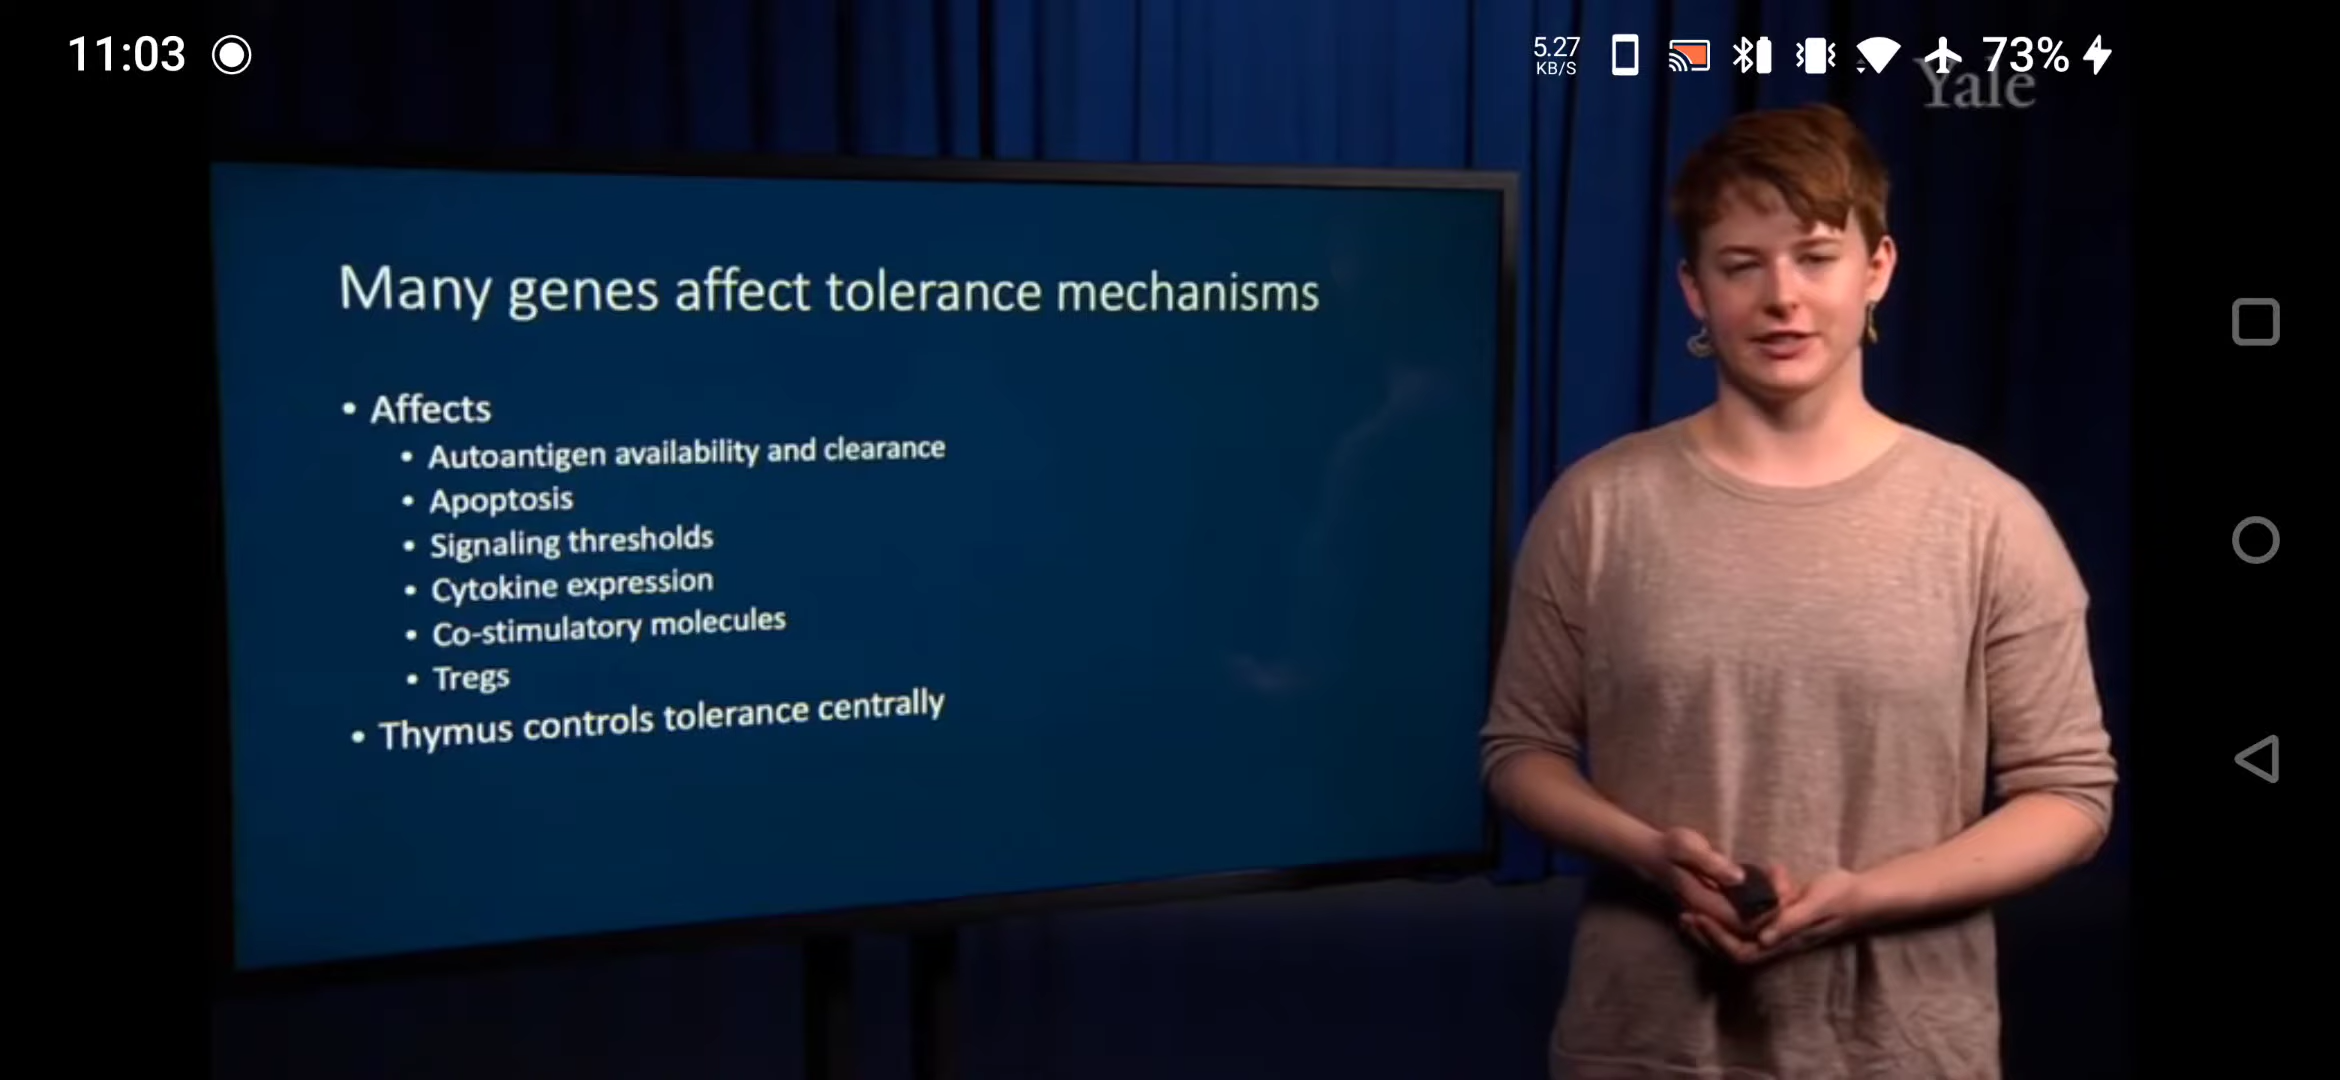 11:03
5.27
KB/S
73%
Yale
Many genes affect tolerance mechanisms
• Affects
• Autoantigen availability and clearance
• Apoptosis
• Signaling thresholds
• Cytokine expression
• Co-stimulatory molecules
• Tregs
• Thymus controls tolerance centrally